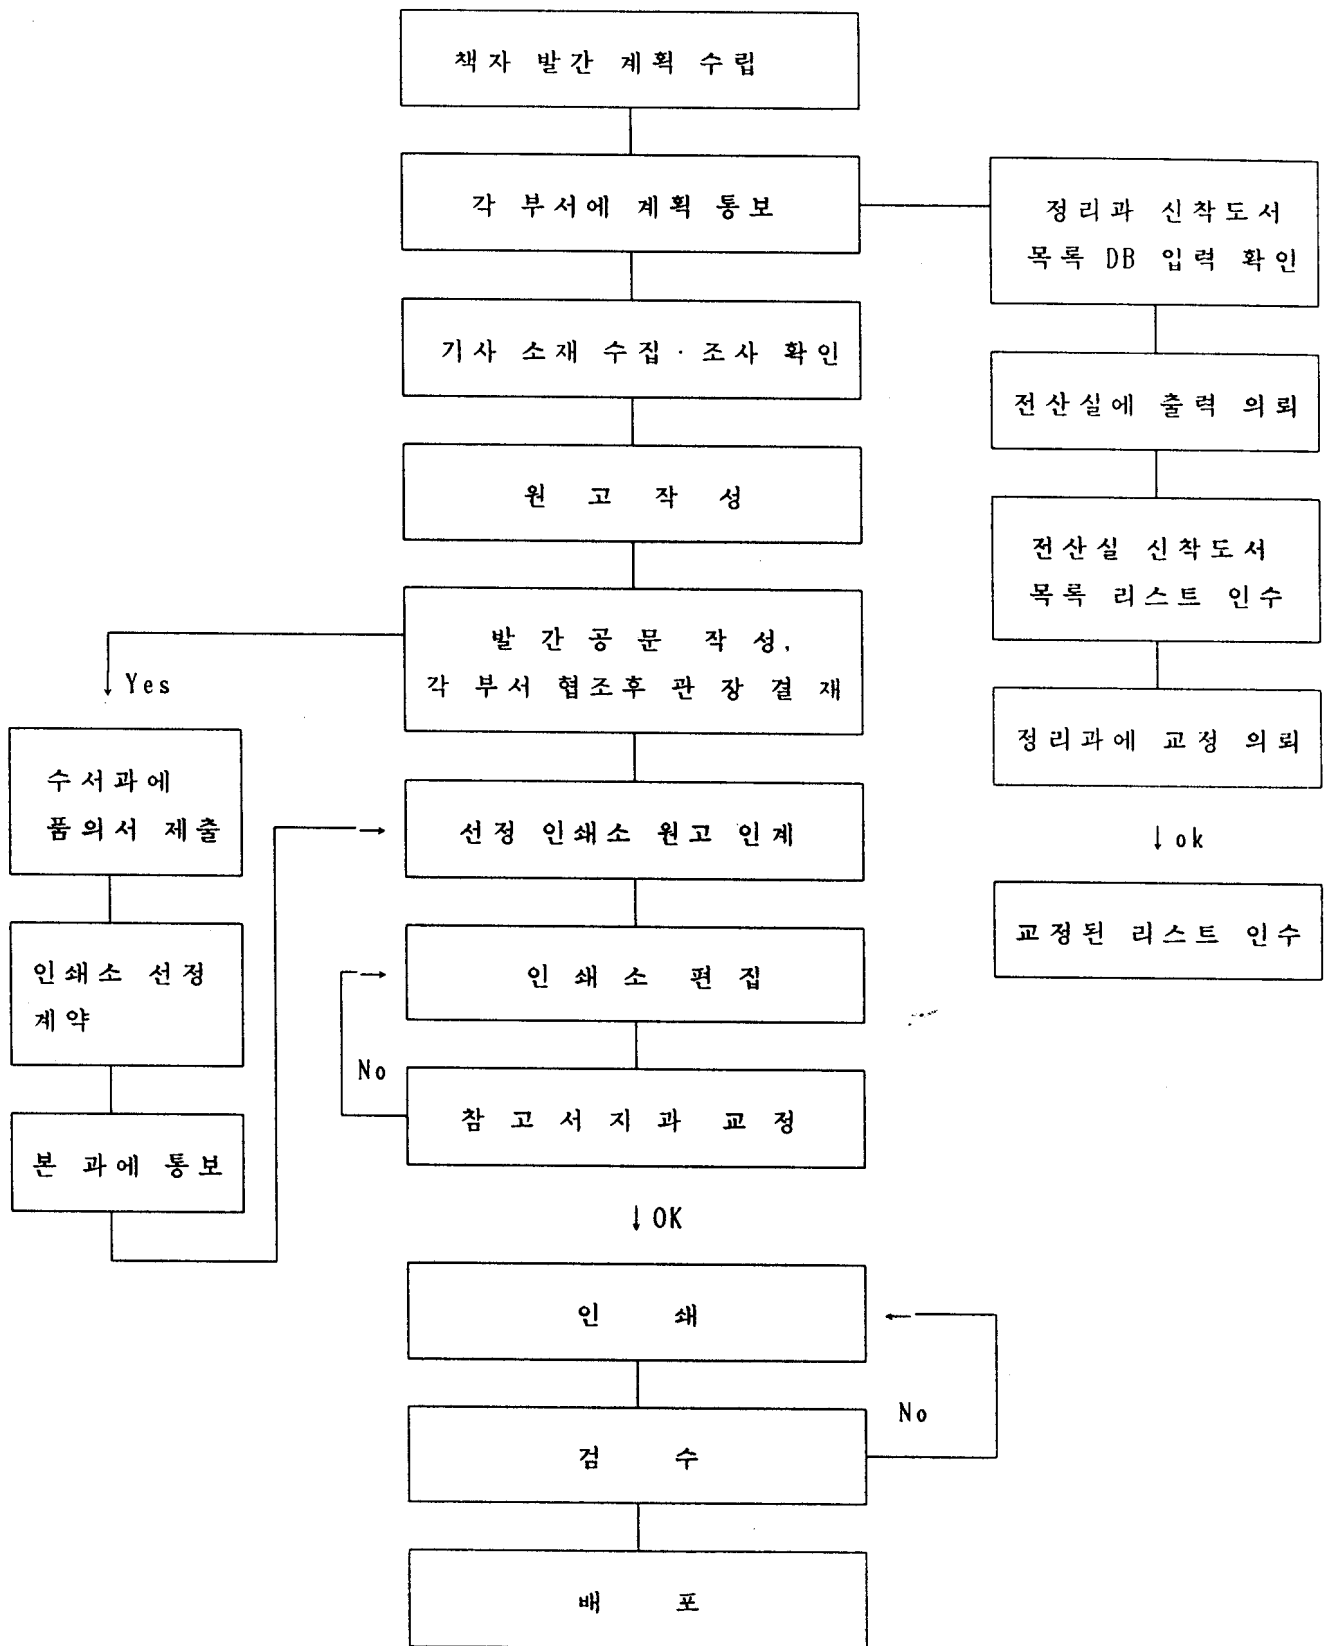 책자 발간 계획 수립
각 부서에 계획 통보
기사 소재 수집·조사 확인
원 고 작 성
발간공문 작성,
각 부서 협조후 관장 결재
선정 인쇄소 원고 인계
인쇄소 편집
No
참고서지과 교정
↓ OK
인 쇄
No
검 수
배 포
Yes
수서과에
품의서 제출
인쇄소 선정
계약
본 과에 통보
정리과 신착도서
목록 DB 입력 확인
전산실에 출력 의뢰
전산실 신착도서
목록 리스트 인수
정리과에 교정 의뢰
↓ ok
교정된 리스트 인수